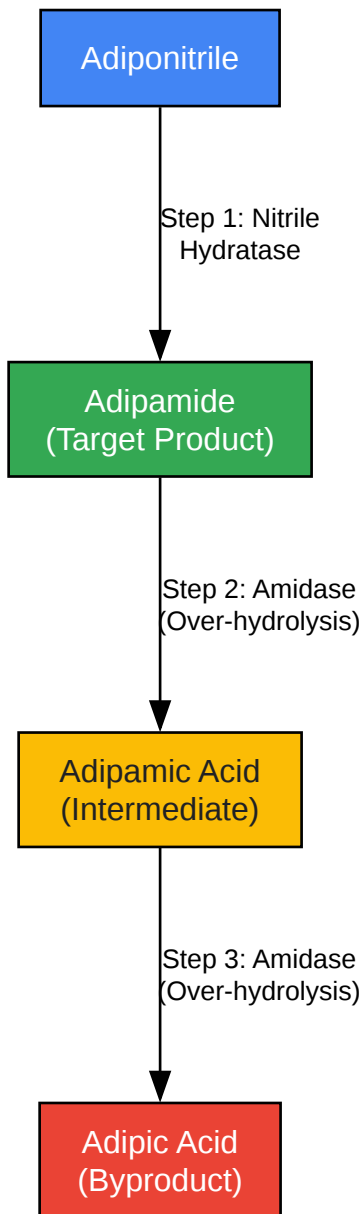 Adiponitrile
Step 1: Nitrile
Hydratase
Adipamide
(Target Product)
Step 2: Amidase
(Over-hydrolysis)
Adipamic Acid
(Intermediate)
Step 3: Amidase
(Over-hydrolysis)
Adipic Acid
(Byproduct)